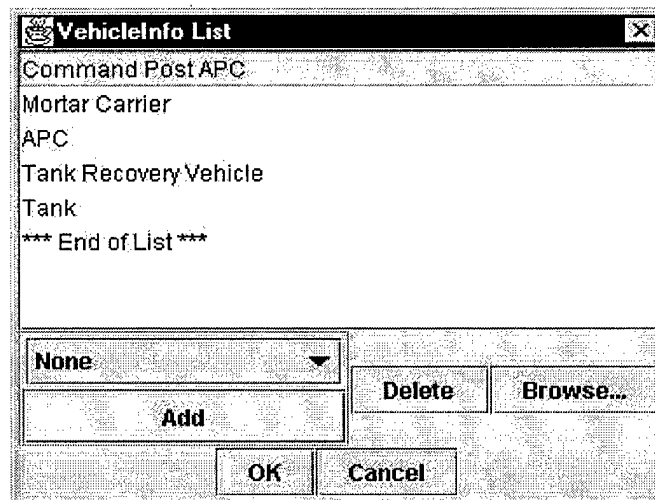 VehicleInfo List
Command Post APC
Mortar Carrier
APC
Tank Recovery Vehicle
Tank
*** End of List ***
None
Delete Browse...
Add
OK Cancel